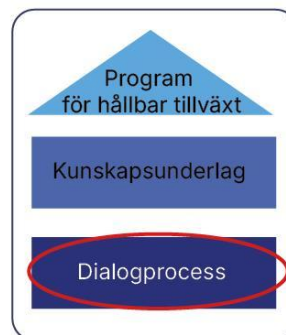 Program
för hållbar tillväxt
Kunskapsunderlag
Dialogprocess